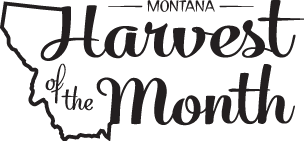 MONTANA
Harvest
of the
Month